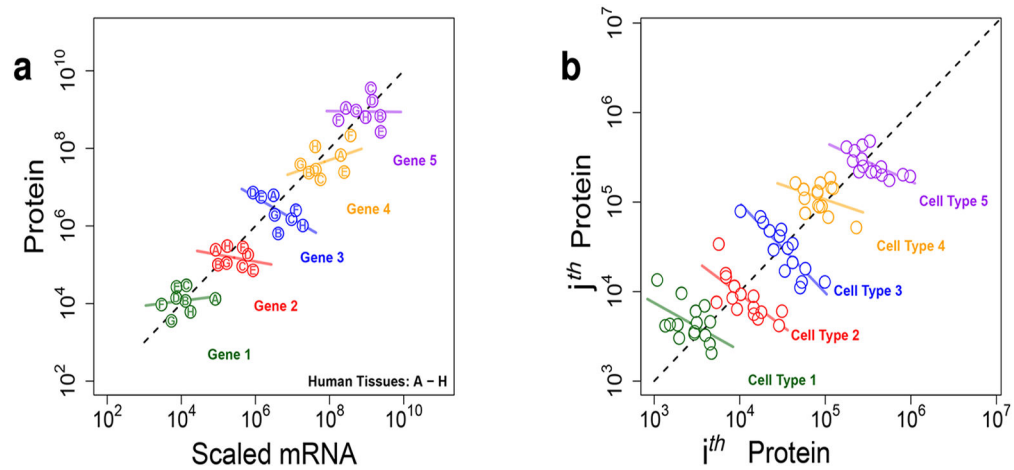 a
Protein
10^10
10^8
10^6
10^4
10^2
Gene 5
Gene 4
Gene 3
Gene 2
Gene 1
Human Tissues: A − H
10^2 10^4 10^6 10^8 10^10
Scaled mRNA
b
j^th Protein
10^7
10^6
10^5
10^4
10^3
Cell Type 5
Cell Type 4
Cell Type 3
Cell Type 2
Cell Type 1
10^3 10^4 10^5 10^6 10^7
i^th Protein